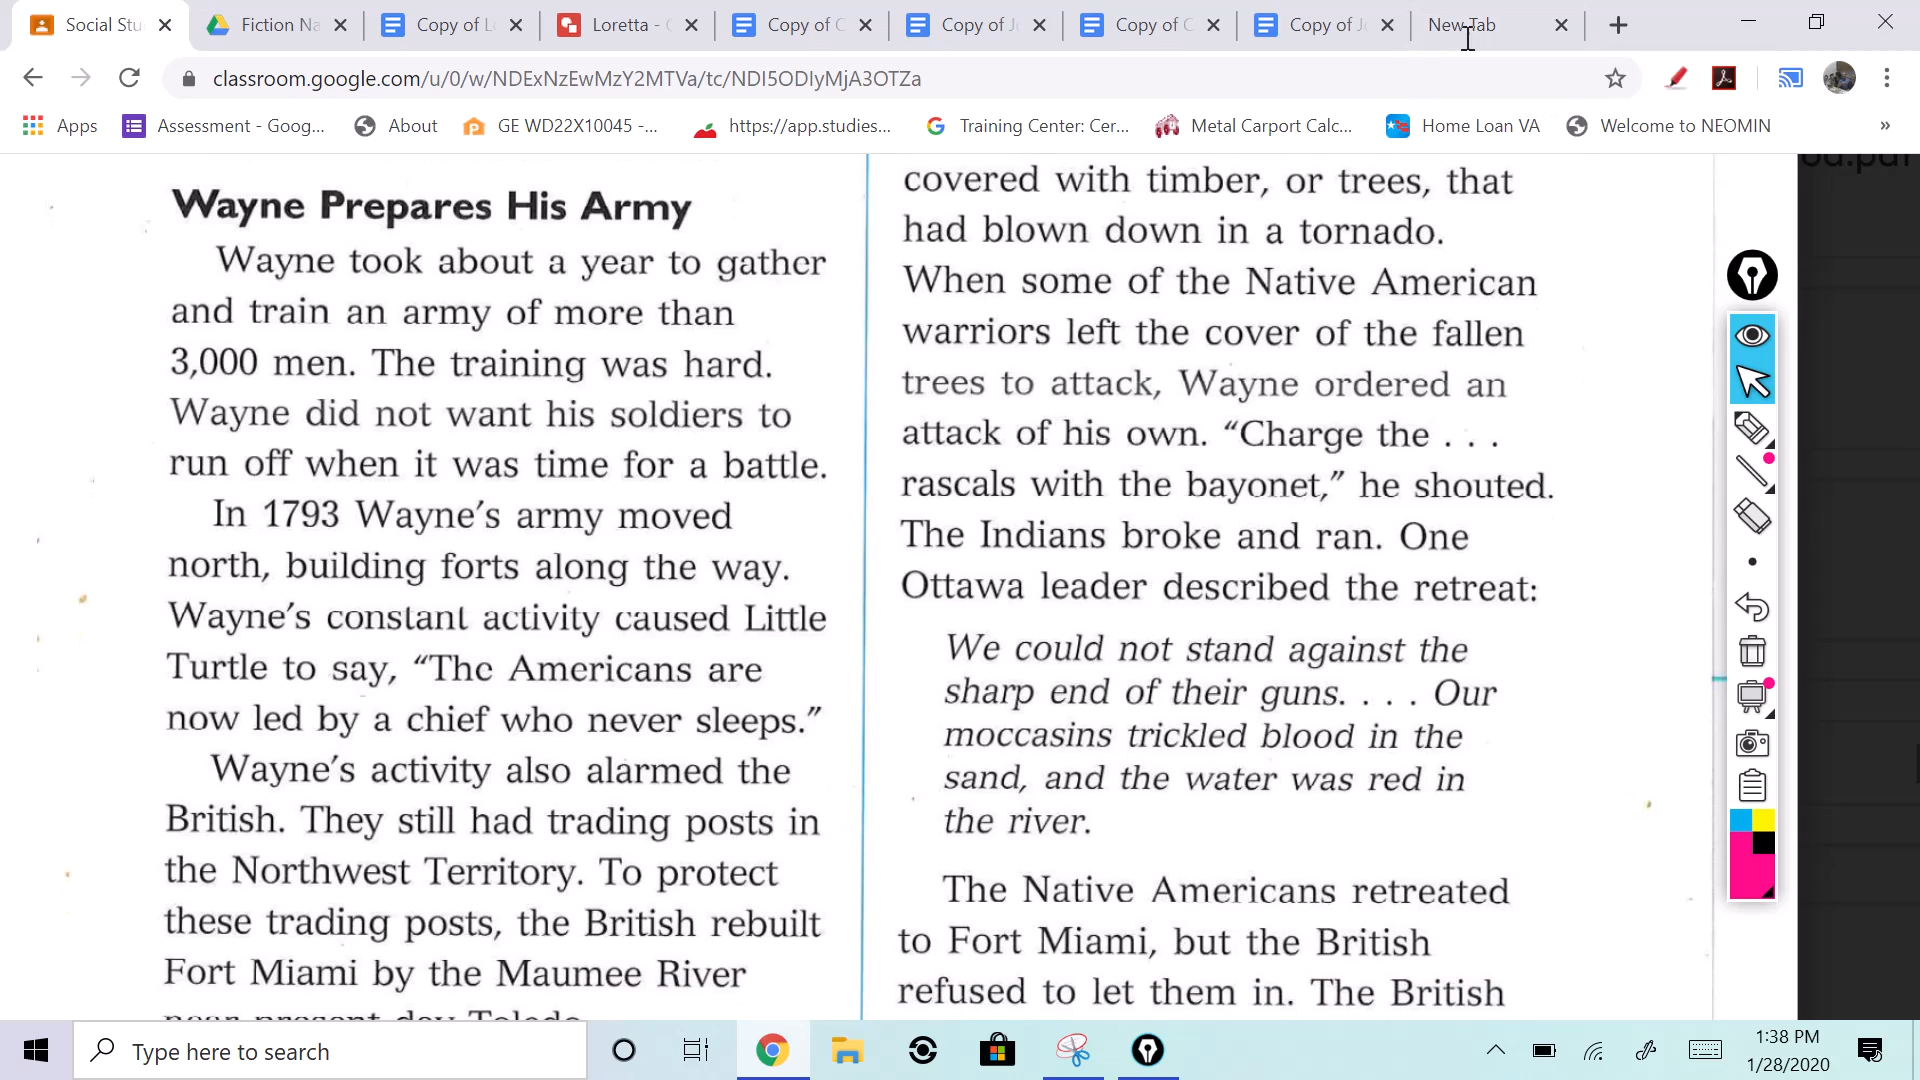 Social Stu
Fiction Na
Copy of L
Loretta -
Copy of C
Copy of J
Copy of C
Copy of J
New Tab
classroom.google.com/u/0/w/NDExNzEwMzY2MTVa/tc/NDI5ODIyMjA3OTZa
Apps
Assessment - Goog...
About
GE WD22X10045 -...
https://app.studies...
Training Center: Cer...
Metal Carport Calc...
Home Loan VA
Welcome to NEOMIN
»
Wayne Prepares His Army
Wayne took about a year to gather
and train an army of more than
3,000 men. The training was hard.
Wayne did not want his soldiers to
run off when it was time for a battle.
In 1793 Wayne's army moved
north, building forts along the way.
Wayne's constant activity caused Little
Turtle to say, "The Americans are
now led by a chief who never sleeps."
Wayne's activity also alarmed the
British. They still had trading posts in
the Northwest Territory. To protect
these trading posts, the British rebuilt
Fort Miami by the Maumee River
near present-day Toledo
covered with timber, or trees, that
had blown down in a tornado.
When some of the Native American
warriors left the cover of the fallen
trees to attack, Wayne ordered an
attack of his own. "Charge the . . .
rascals with the bayonet," he shouted.
The Indians broke and ran. One
Ottawa leader described the retreat:
We could not stand against the
sharp end of their guns. . . . Our
moccasins trickled blood in the
sand, and the water was red in
the river.
The Native Americans retreated
to Fort Miami, but the British
refused to let them in. The British
Type here to search
1:38 PM
1/28/2020